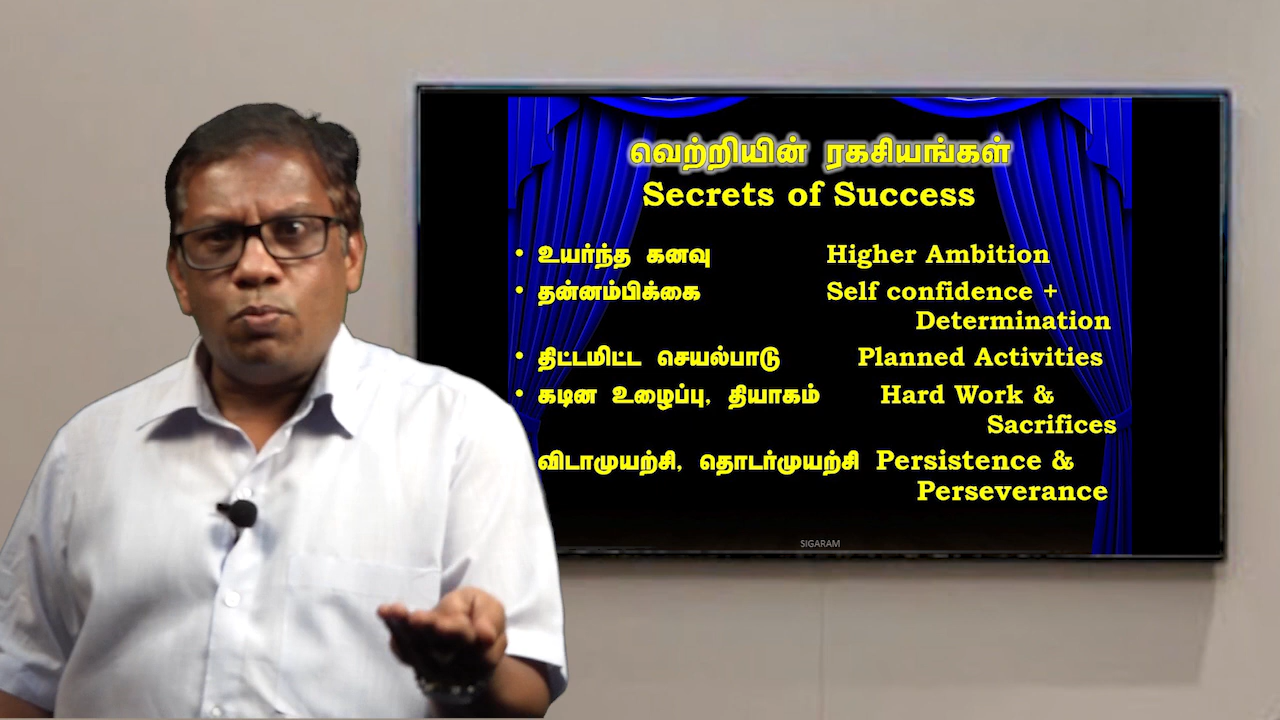 வெற்றியின் ரகசியங்கள்
Secrets of Success
• உயர்ந்த கனவு Higher Ambition
• தன்னம்பிக்கை Self confidence +
Determination
• திட்டமிட்ட செயல்பாடு Planned Activities
• கடின உழைப்பு, தியாகம் Hard Work &
Sacrifices
விடாமுயற்சி, தொடர்முயற்சி Persistence &
Perseverance
SIGARAM